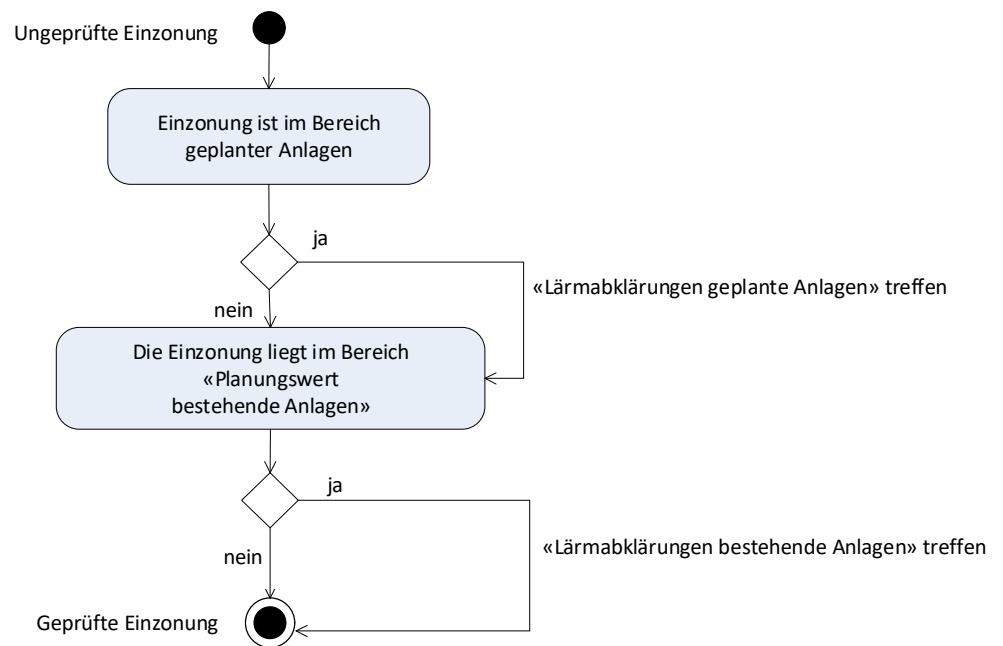 Ungeprüfte Einzonung
Einzonung ist im Bereich
geplanter Anlagen
ja
«Lärmabklärungen geplante Anlagen» treffen
nein
Die Einzonung liegt im Bereich
«Planungswert
bestehende Anlagen»
ja
«Lärmabklärungen bestehende Anlagen» treffen
nein
Geprüfte Einzonung